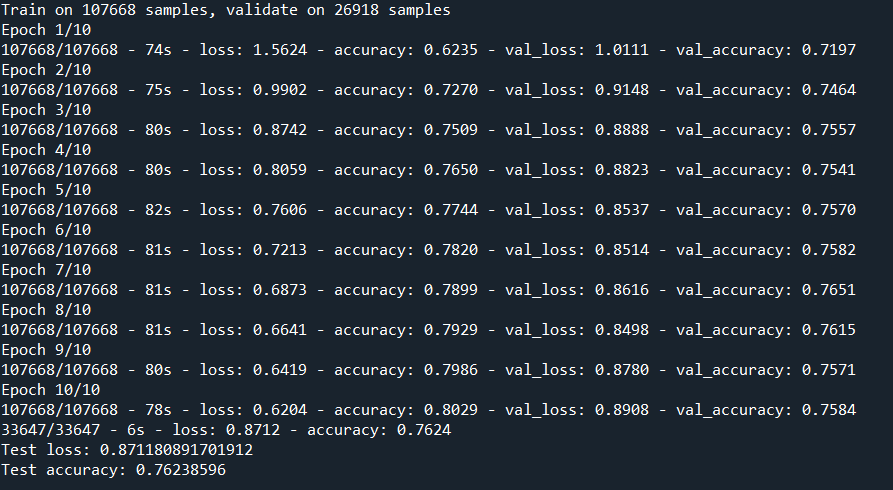 Train on 107668 samples, validate on 26918 samples
Epoch 1/10
107668/107668 - 74s - loss: 1.5624 - accuracy: 0.6235 - val_loss: 1.0111 - val_accuracy: 0.7197
Epoch 2/10
107668/107668 - 75s - loss: 0.9902 - accuracy: 0.7270 - val_loss: 0.9148 - val_accuracy: 0.7464
Epoch 3/10
107668/107668 - 80s - loss: 0.8742 - accuracy: 0.7509 - val_loss: 0.8888 - val_accuracy: 0.7557
Epoch 4/10
107668/107668 - 80s - loss: 0.8059 - accuracy: 0.7650 - val_loss: 0.8823 - val_accuracy: 0.7541
Epoch 5/10
107668/107668 - 82s - loss: 0.7606 - accuracy: 0.7744 - val_loss: 0.8537 - val_accuracy: 0.7570
Epoch 6/10
107668/107668 - 81s - loss: 0.7213 - accuracy: 0.7820 - val_loss: 0.8514 - val_accuracy: 0.7582
Epoch 7/10
107668/107668 - 81s - loss: 0.6873 - accuracy: 0.7899 - val_loss: 0.8616 - val_accuracy: 0.7651
Epoch 8/10
107668/107668 - 81s - loss: 0.6641 - accuracy: 0.7929 - val_loss: 0.8498 - val_accuracy: 0.7615
Epoch 9/10
107668/107668 - 80s - loss: 0.6419 - accuracy: 0.7986 - val_loss: 0.8780 - val_accuracy: 0.7571
Epoch 10/10
107668/107668 - 78s - loss: 0.6204 - accuracy: 0.8029 - val_loss: 0.8908 - val_accuracy: 0.7584
33647/33647 - 6s - loss: 0.8712 - accuracy: 0.7624
Test loss: 0.871180891701912
Test accuracy: 0.76238596